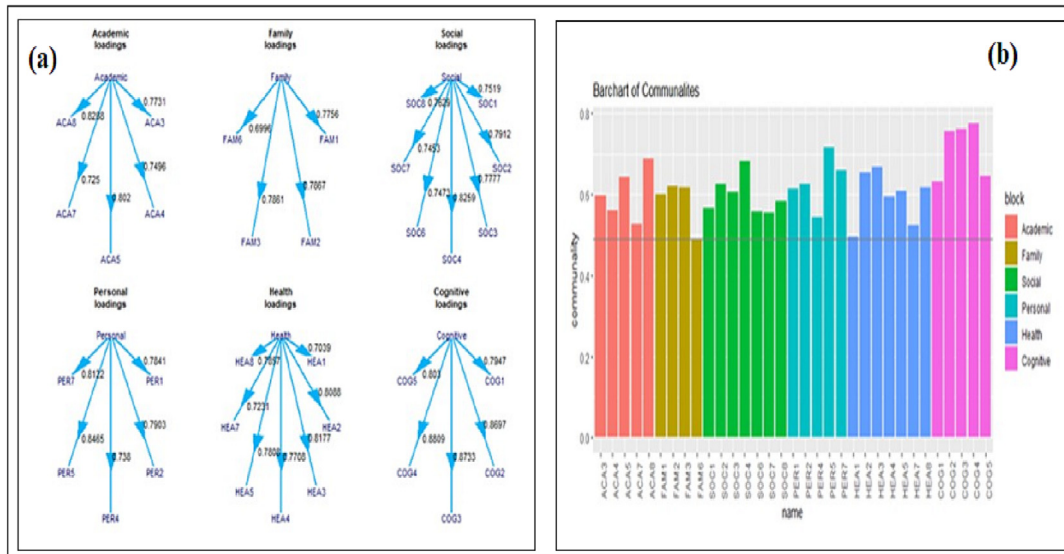 (a)
Academic
loadings
Family
loadings
Social
loadings
Academic
Family
Social
ACA8
0.8288
0.7731
ACA3
FAM6
0.6996
0.7756
FAM1
SOC8
0.7629
0.7519
SOC1
SOC7
0.7453
0.7912
SOC2
ACA7
0.725
0.802
0.7496
ACA4
FAM3
0.7861
0.7867
FAM2
SOC6
0.7473
0.8259
0.7777
SOC3
ACA5
SOC4
Personal
loadings
Health
loadings
Cognitive
loadings
Personal
Health
Cognitive
PER7
0.8122
0.7841
PER1
HEA8
0.7039
HEA1
COG5
0.803
0.7947
COG1
HEA7
0.7231
0.8088
HEA2
PER5
0.8465
0.738
0.7903
PER2
HEA5
0.7708
0.8177
HEA3
COG4
0.8809
0.8733
0.8697
COG2
PER4
HEA4
COG3
(b)
Barchart of Communalites
communality
0.8
0.6
0.4
0.2
0.0
ACA3
ACA4
ACA5
ACA7
ACA8
FAM1
FAM2
FAM3
FAM6
SOC1
SOC2
SOC3
SOC4
SOC6
SOC7
SOC8
PER1
PER2
PER4
PER5
PER7
HEA1
HEA2
HEA3
HEA4
HEA5
HEA7
HEA8
COG1
COG2
COG3
COG4
COG5
name
block
Academic
Family
Social
Personal
Health
Cognitive